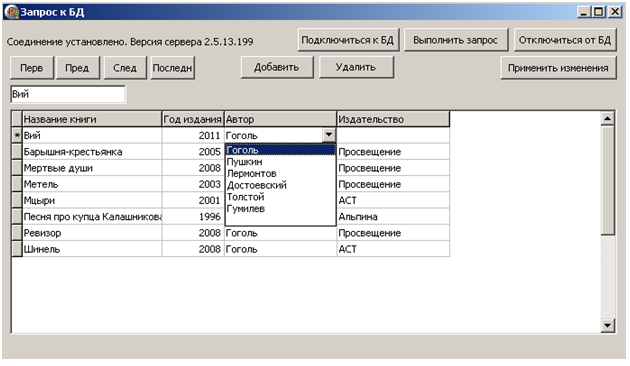 Запрос к БД
Соединение установлено. Версия сервера 2.5.13.199 Подключиться к БД Выполнить запрос Отключиться от БД
Перв Пред След Последн Добавить Удалить Применить изменения
Вий
Название книги Год издания Автор Издательство
* Вий 2011 Гоголь
Барышня-крестьянка 2005 Гоголь Просвещение
Мертвые души 2008 Пушкин Просвещение
Лермонтов
Метель 2003 Достоевский Просвещение
Мцыри 2001 Толстой АСТ
Песня про купца Калашникова 1996 Гумилев Альпина
Ревизор 2008 Гоголь Просвещение
Шинель 2008 Гоголь АСТ